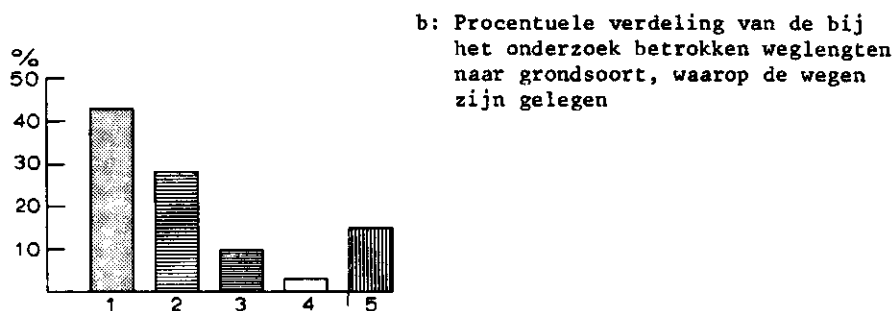 b: Procentuele verdeling van de bij
het onderzoek betrokken weglengten
naar grondsoort, waarop de wegen
zijn gelegen
%
50
40
30
20
10
1 2 3 4 5